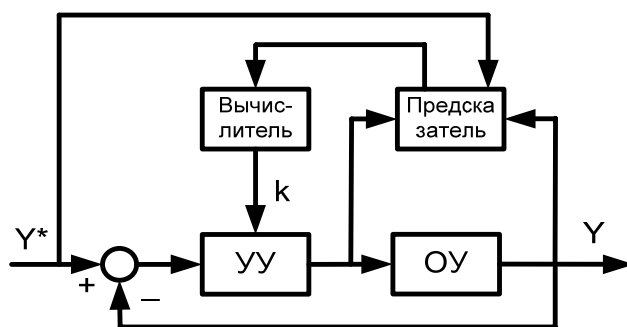 Вычис-
литель
Предска
затель
k
Y*
Y
+
−
УУ
ОУ